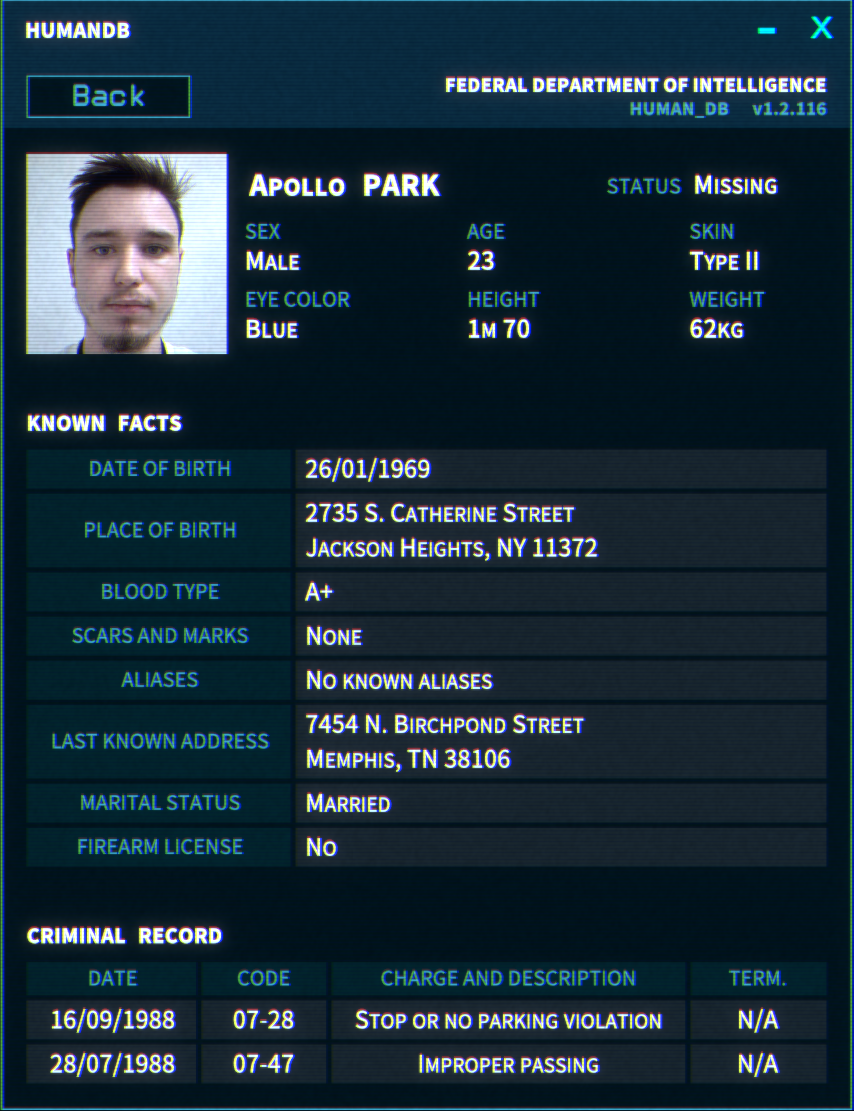 HUMANDB
– X
Back
FEDERAL DEPARTMENT OF INTELLIGENCE
HUMAN_DB v1.2.116
Apollo PARK
STATUS Missing
SEX AGE SKIN
Male 23 Type II
EYE COLOR HEIGHT WEIGHT
Blue 1m 70 62kg
KNOWN FACTS
DATE OF BIRTH 26/01/1969
PLACE OF BIRTH 2735 S. Catherine Street
Jackson Heights, NY 11372
BLOOD TYPE A+
SCARS AND MARKS None
ALIASES No known aliases
LAST KNOWN ADDRESS 7454 N. Birchpond Street
Memphis, TN 38106
MARITAL STATUS Married
FIREARM LICENSE No
CRIMINAL RECORD
DATE CODE CHARGE AND DESCRIPTION TERM.
16/09/1988 07-28 Stop or no parking violation N/A
28/07/1988 07-47 Improper passing N/A